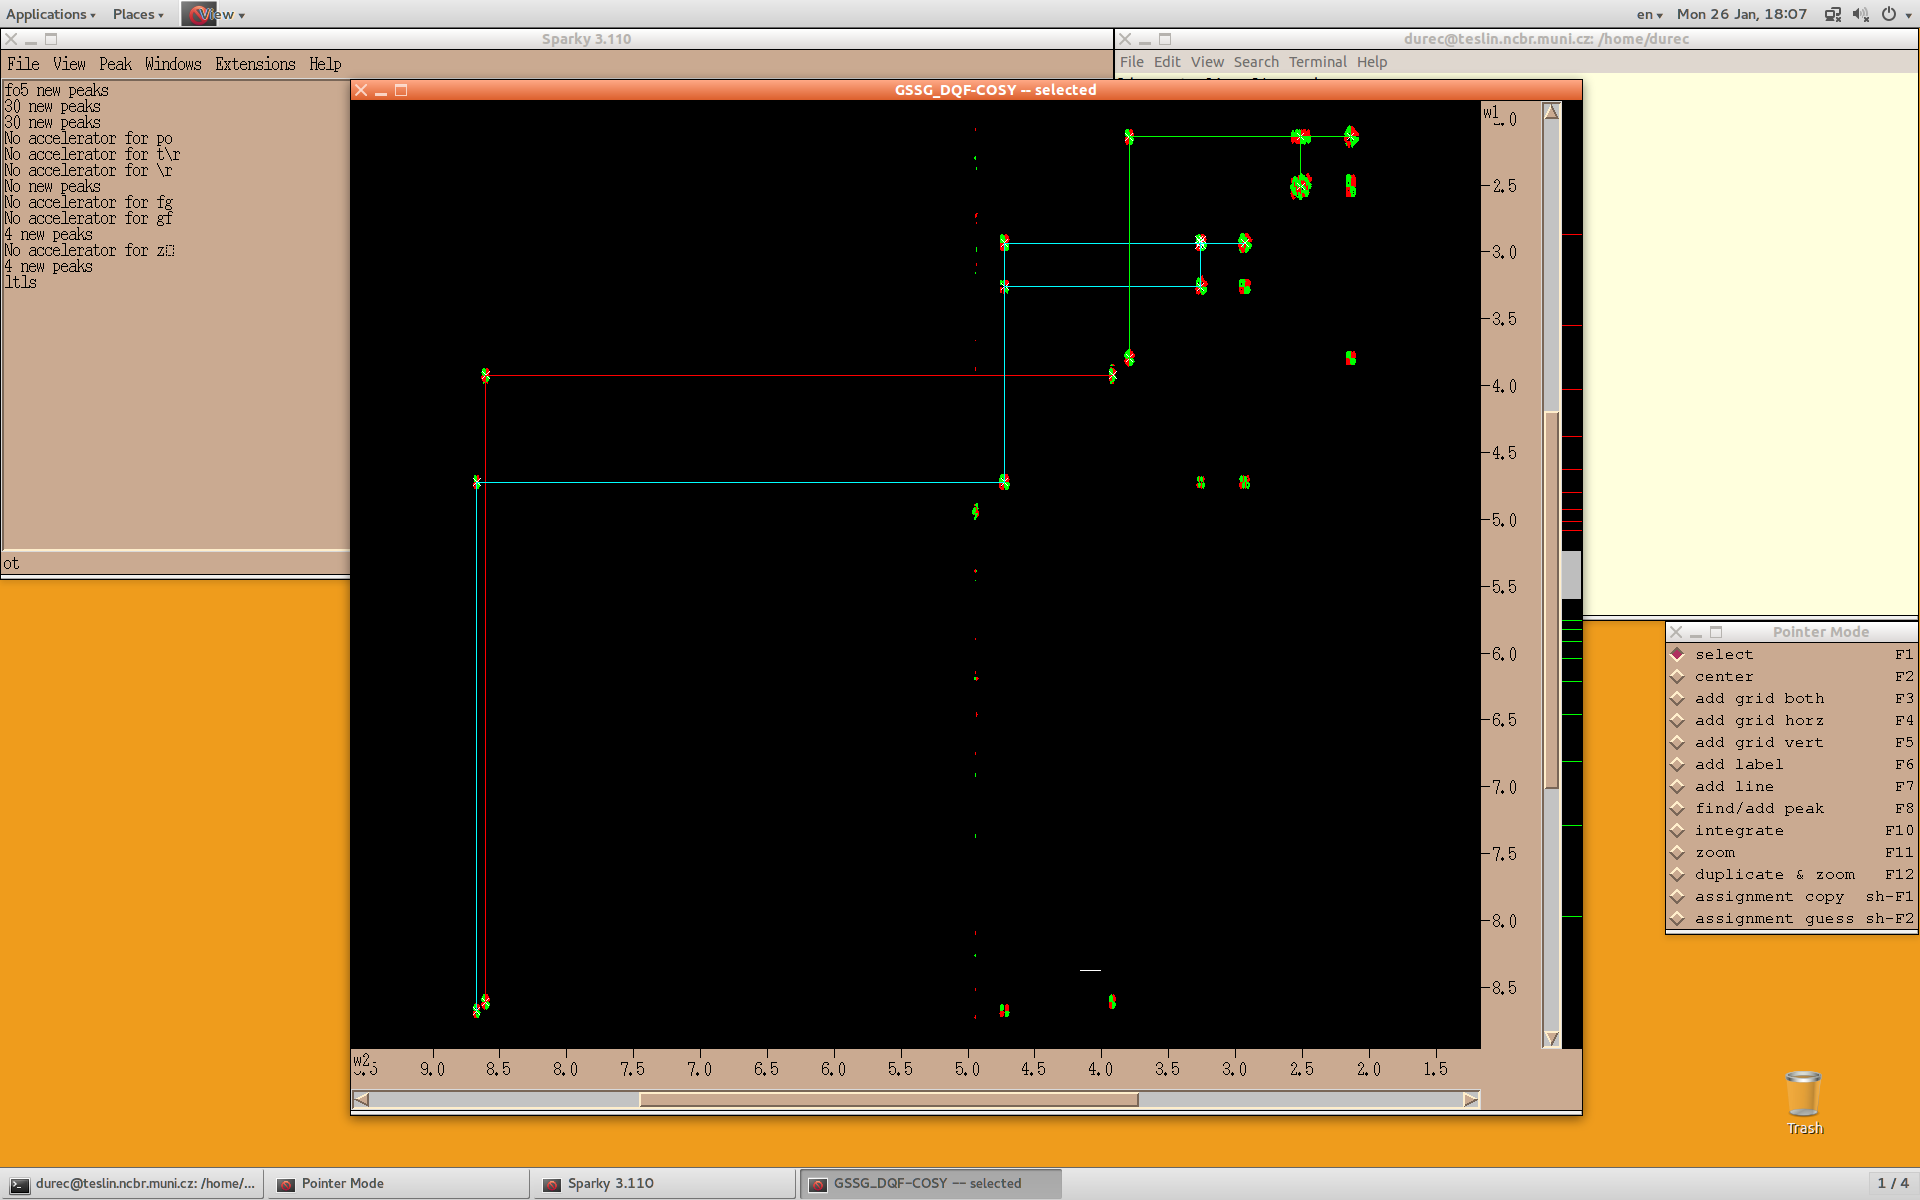 Applications Places View en Mon 26 Jan, 18:07
Sparky 3.110
File View Peak Windows Extensions Help
fo5 new peaks
30 new peaks
30 new peaks
No accelerator for po
No accelerator for t\r
No accelerator for \r
No new peaks
No accelerator for fg
No accelerator for gf
4 new peaks
No accelerator for z
4 new peaks
ltls
ot
durec@teslin.ncbr.muni.cz: /home/durec
File Edit View Search Terminal Help
GSSG_DQF-COSY -- selected
w1
2.5
3.0
3.5
4.0
4.5
5.0
5.5
6.0
6.5
7.0
7.5
8.0
8.5
w2
9.0 8.5 8.0 7.5 7.0 6.5 6.0 5.5 5.0 4.5 4.0 3.5 3.0 2.5 2.0 1.5
Pointer Mode
select F1
center F2
add grid both F3
add grid horz F4
add grid vert F5
add label F6
add line F7
find/add peak F8
integrate F10
zoom F11
duplicate & zoom F12
assignment copy sh-F1
assignment guess sh-F2
Trash
durec@teslin.ncbr.muni.cz: /home/... Pointer Mode Sparky 3.110 GSSG_DQF-COSY -- selected 1 / 4